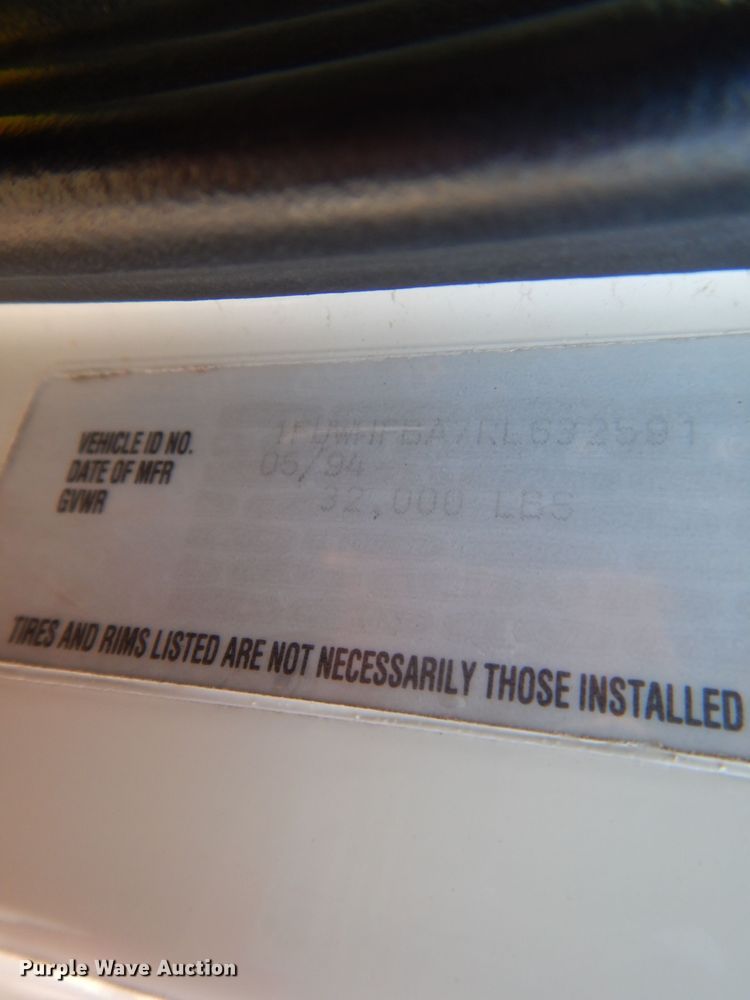 VEHICLE ID NO.
DATE OF MFR 05/94
GVWR 32,000 LBS
TIRES AND RIMS LISTED ARE NOT NECESSARILY THOSE INSTALLED
Purple Wave Auction